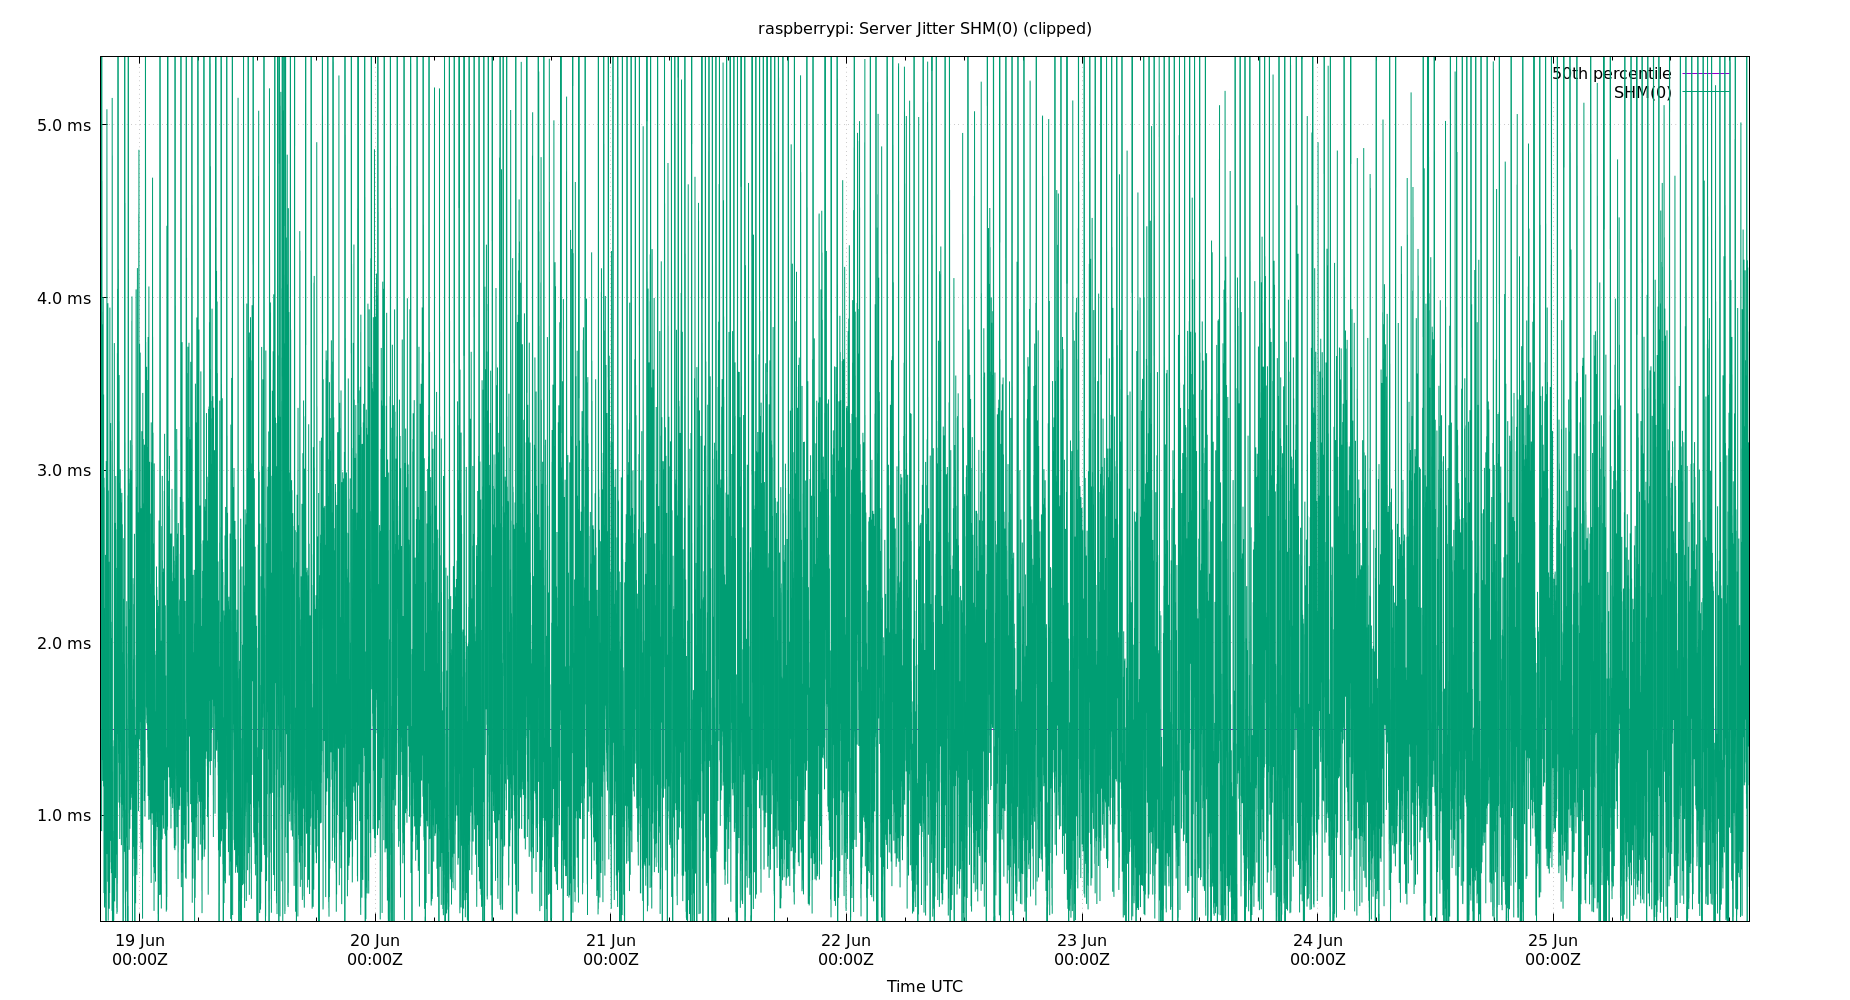 raspberrypi: Server Jitter SHM(0) (clipped)
50th percentile
SHM(0)
5.0 ms
4.0 ms
3.0 ms
2.0 ms
1.0 ms
19 Jun 20 Jun 21 Jun 22 Jun 23 Jun 24 Jun 25 Jun
00:00Z 00:00Z 00:00Z 00:00Z 00:00Z 00:00Z 00:00Z
Time UTC